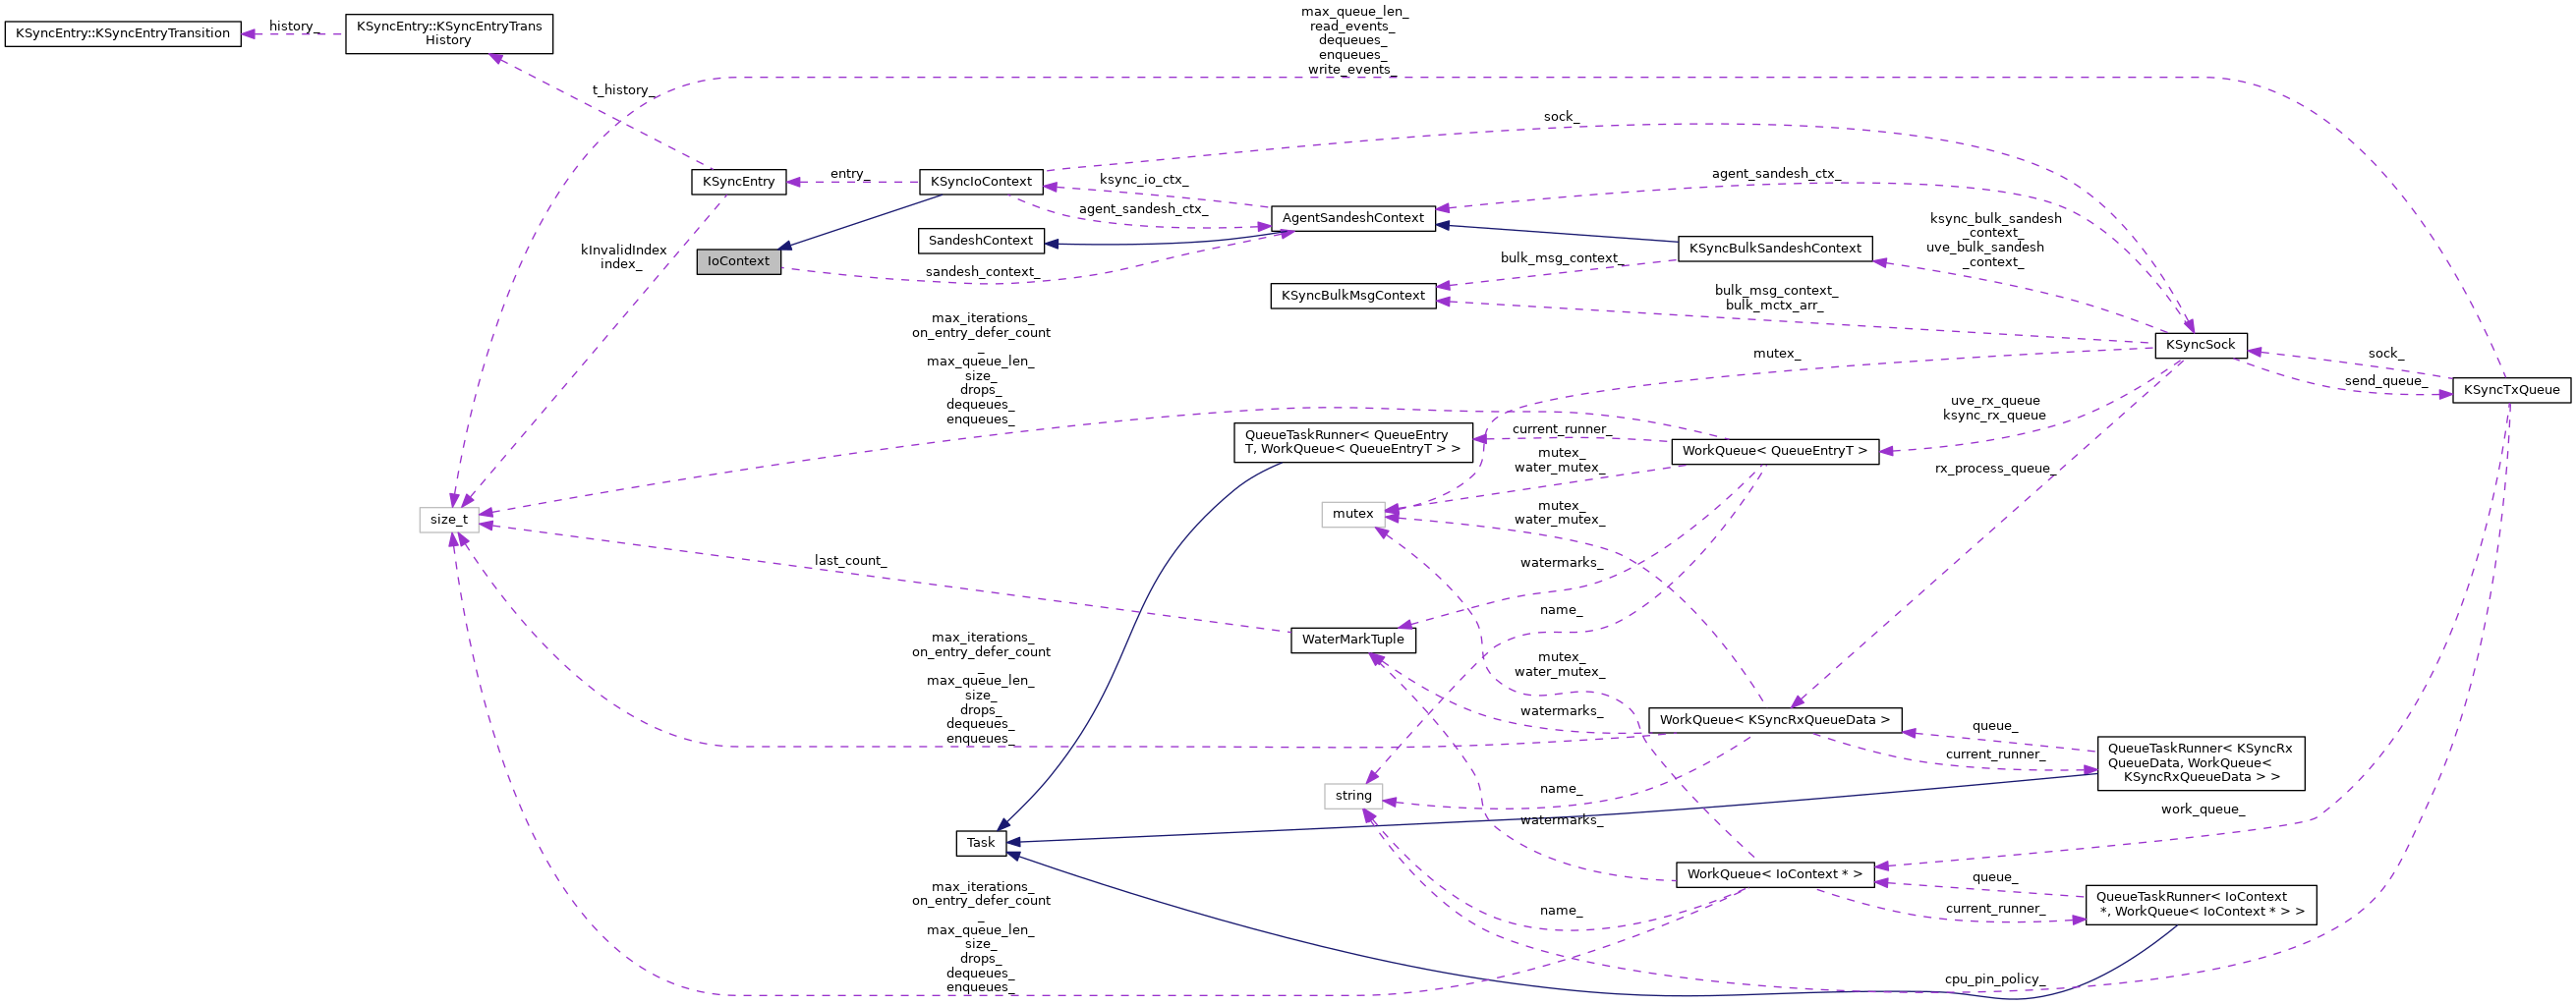 max_queue_len_
read_events_
dequeues_
enqueues_
write_events_
KSyncEntry::KSyncEntryTransition
history_
KSyncEntry::KSyncEntryTrans
History
t_history_
sock_
KSyncEntry
entry_
KSyncIoContext
ksync_io_ctx_
agent_sandesh_ctx_
agent_sandesh_ctx_
AgentSandeshContext
SandeshContext
IoContext
sandesh_context_
kInvalidIndex
index_
ksync_bulk_sandesh
_context_
uve_bulk_sandesh
_context_
KSyncBulkSandeshContext
bulk_msg_context_
KSyncBulkMsgContext
bulk_msg_context_
bulk_mctx_arr_
KSyncSock
sock_
send_queue_
KSyncTxQueue
mutex_
max_iterations_
on_entry_defer_count
_
max_queue_len_
size_
drops_
dequeues_
enqueues_
uve_rx_queue
ksync_rx_queue
QueueTaskRunner< QueueEntry
T, WorkQueue< QueueEntryT > >
current_runner_
WorkQueue< QueueEntryT >
mutex_
water_mutex_
rx_process_queue_
size_t
mutex
mutex_
water_mutex_
last_count_
watermarks_
name_
WaterMarkTuple
max_iterations_
on_entry_defer_count
_
max_queue_len_
size_
drops_
dequeues_
enqueues_
mutex_
water_mutex_
watermarks_
WorkQueue< KSyncRxQueueData >
queue_
current_runner_
QueueTaskRunner< KSyncRx
QueueData, WorkQueue<
KSyncRxQueueData > >
string
name_
work_queue_
watermarks_
Task
WorkQueue< IoContext * >
queue_
current_runner_
QueueTaskRunner< IoContext
*, WorkQueue< IoContext * > >
max_iterations_
on_entry_defer_count
_
max_queue_len_
size_
drops_
dequeues_
enqueues_
name_
cpu_pin_policy_